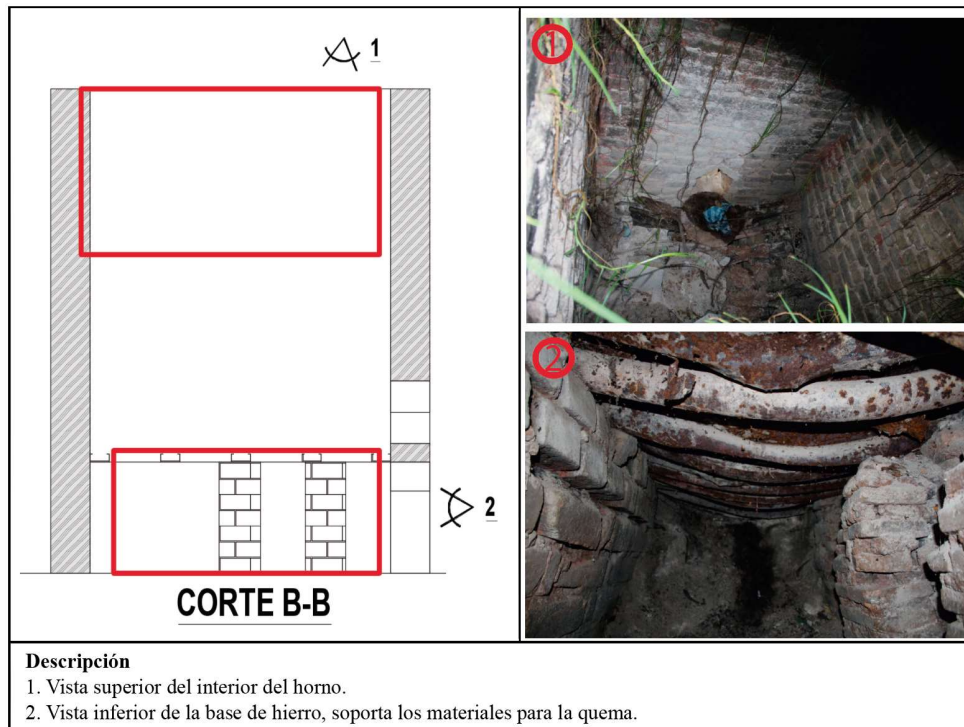 1
2
CORTE B-B
1
2
Descripción
1. Vista superior del interior del horno.
2. Vista inferior de la base de hierro, soporta los materiales para la quema.